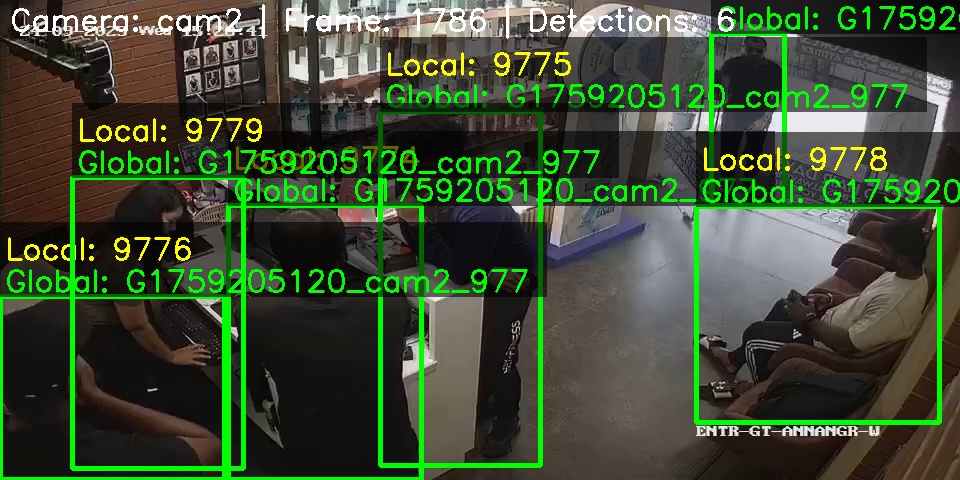 Camera: cam2 | Frame: 1786 | Detections: 6
Global: G17592
Local: 9775
Global: G1759205120_cam2_977
Local: 9779
Global: G1759205120_cam2_977
Local: 9778
Global: G1759205120_cam2_
Global: G175920
Local: 9776
Global: G1759205120_cam2_977
ENTR-GT-ANNANGR-W